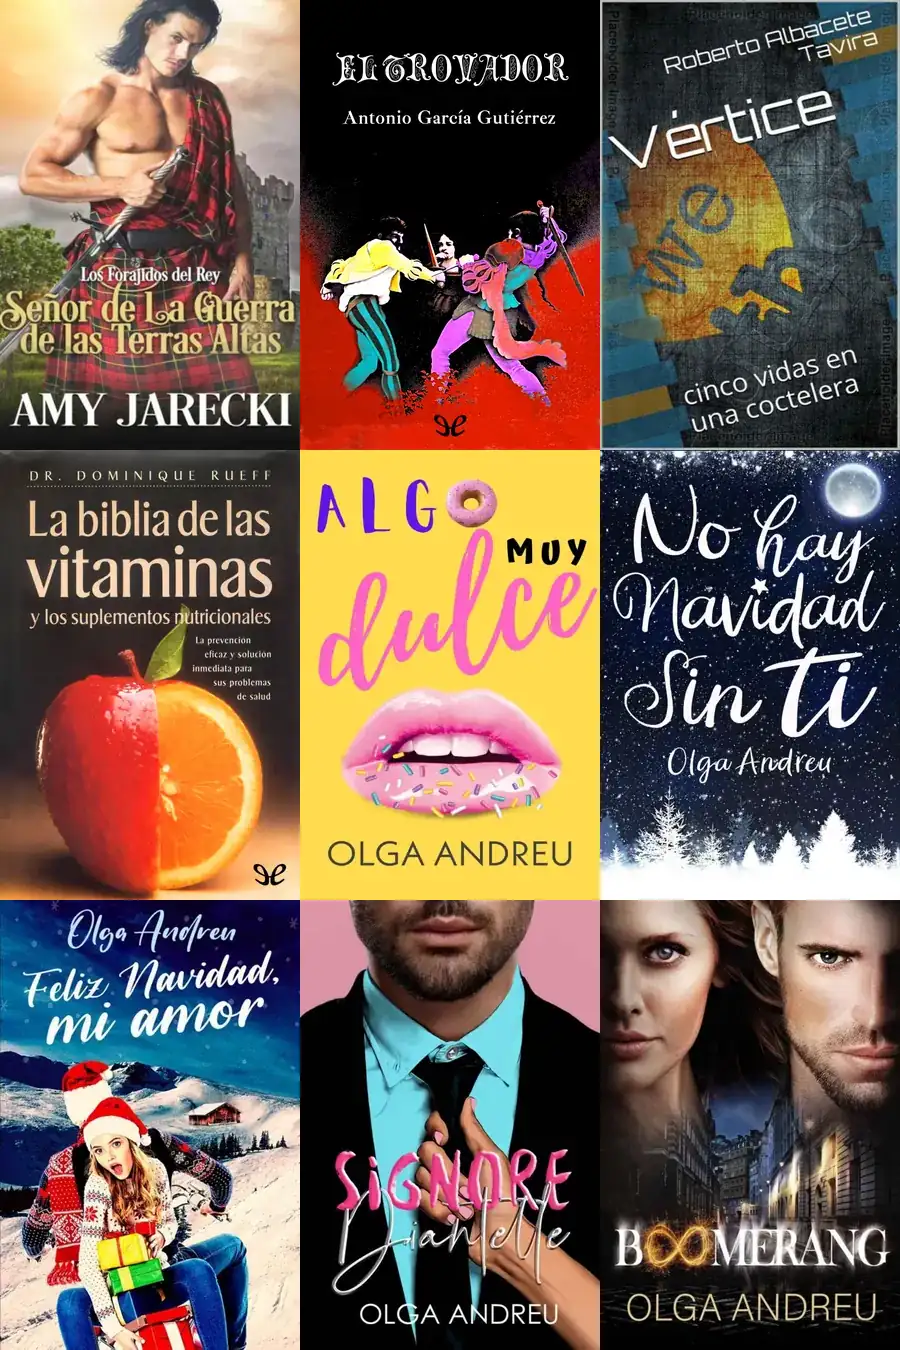 Los Forajidos del Rey
Señor de La Guerra
de las Terras Altas
AMY JARECKI
EL TROVADOR
Antonio García Gutiérrez
Roberto Albacete
Tavira
Vértice
we
cinco vidas en
una coctelera
DR. DOMINIQUE RUEFF
La biblia de las
vitaminas
y los suplementos nutricionales
La prevención
eficaz y solución
inmediata para
sus problemas
de salud
ALGO
MUY
dulce
OLGA ANDREU
No hay
Navidad
Sin ti
Olga Andreu
Olga Andreu
Feliz Navidad,
mi amor
SiGNORE
Dianelle
OLGA ANDREU
BOOMERANG
OLGA ANDREU